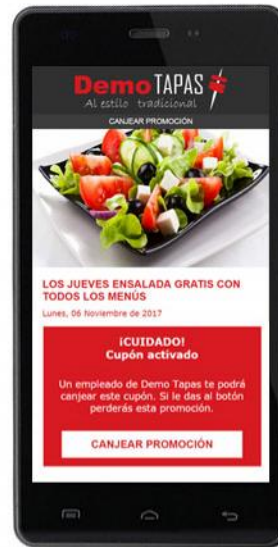 Demo TAPAS
Al estilo tradicional
CANJEAR PROMOCIÓN
LOS JUEVES ENSALADA GRATIS CON
TODOS LOS MENÚS
Lunes, 06 Noviembre de 2017
¡CUIDADO!
Cupón activado
Un empleado de Demo Tapas te podrá
canjear este cupón. Si le das al botón
perderás esta promoción.
CANJEAR PROMOCIÓN